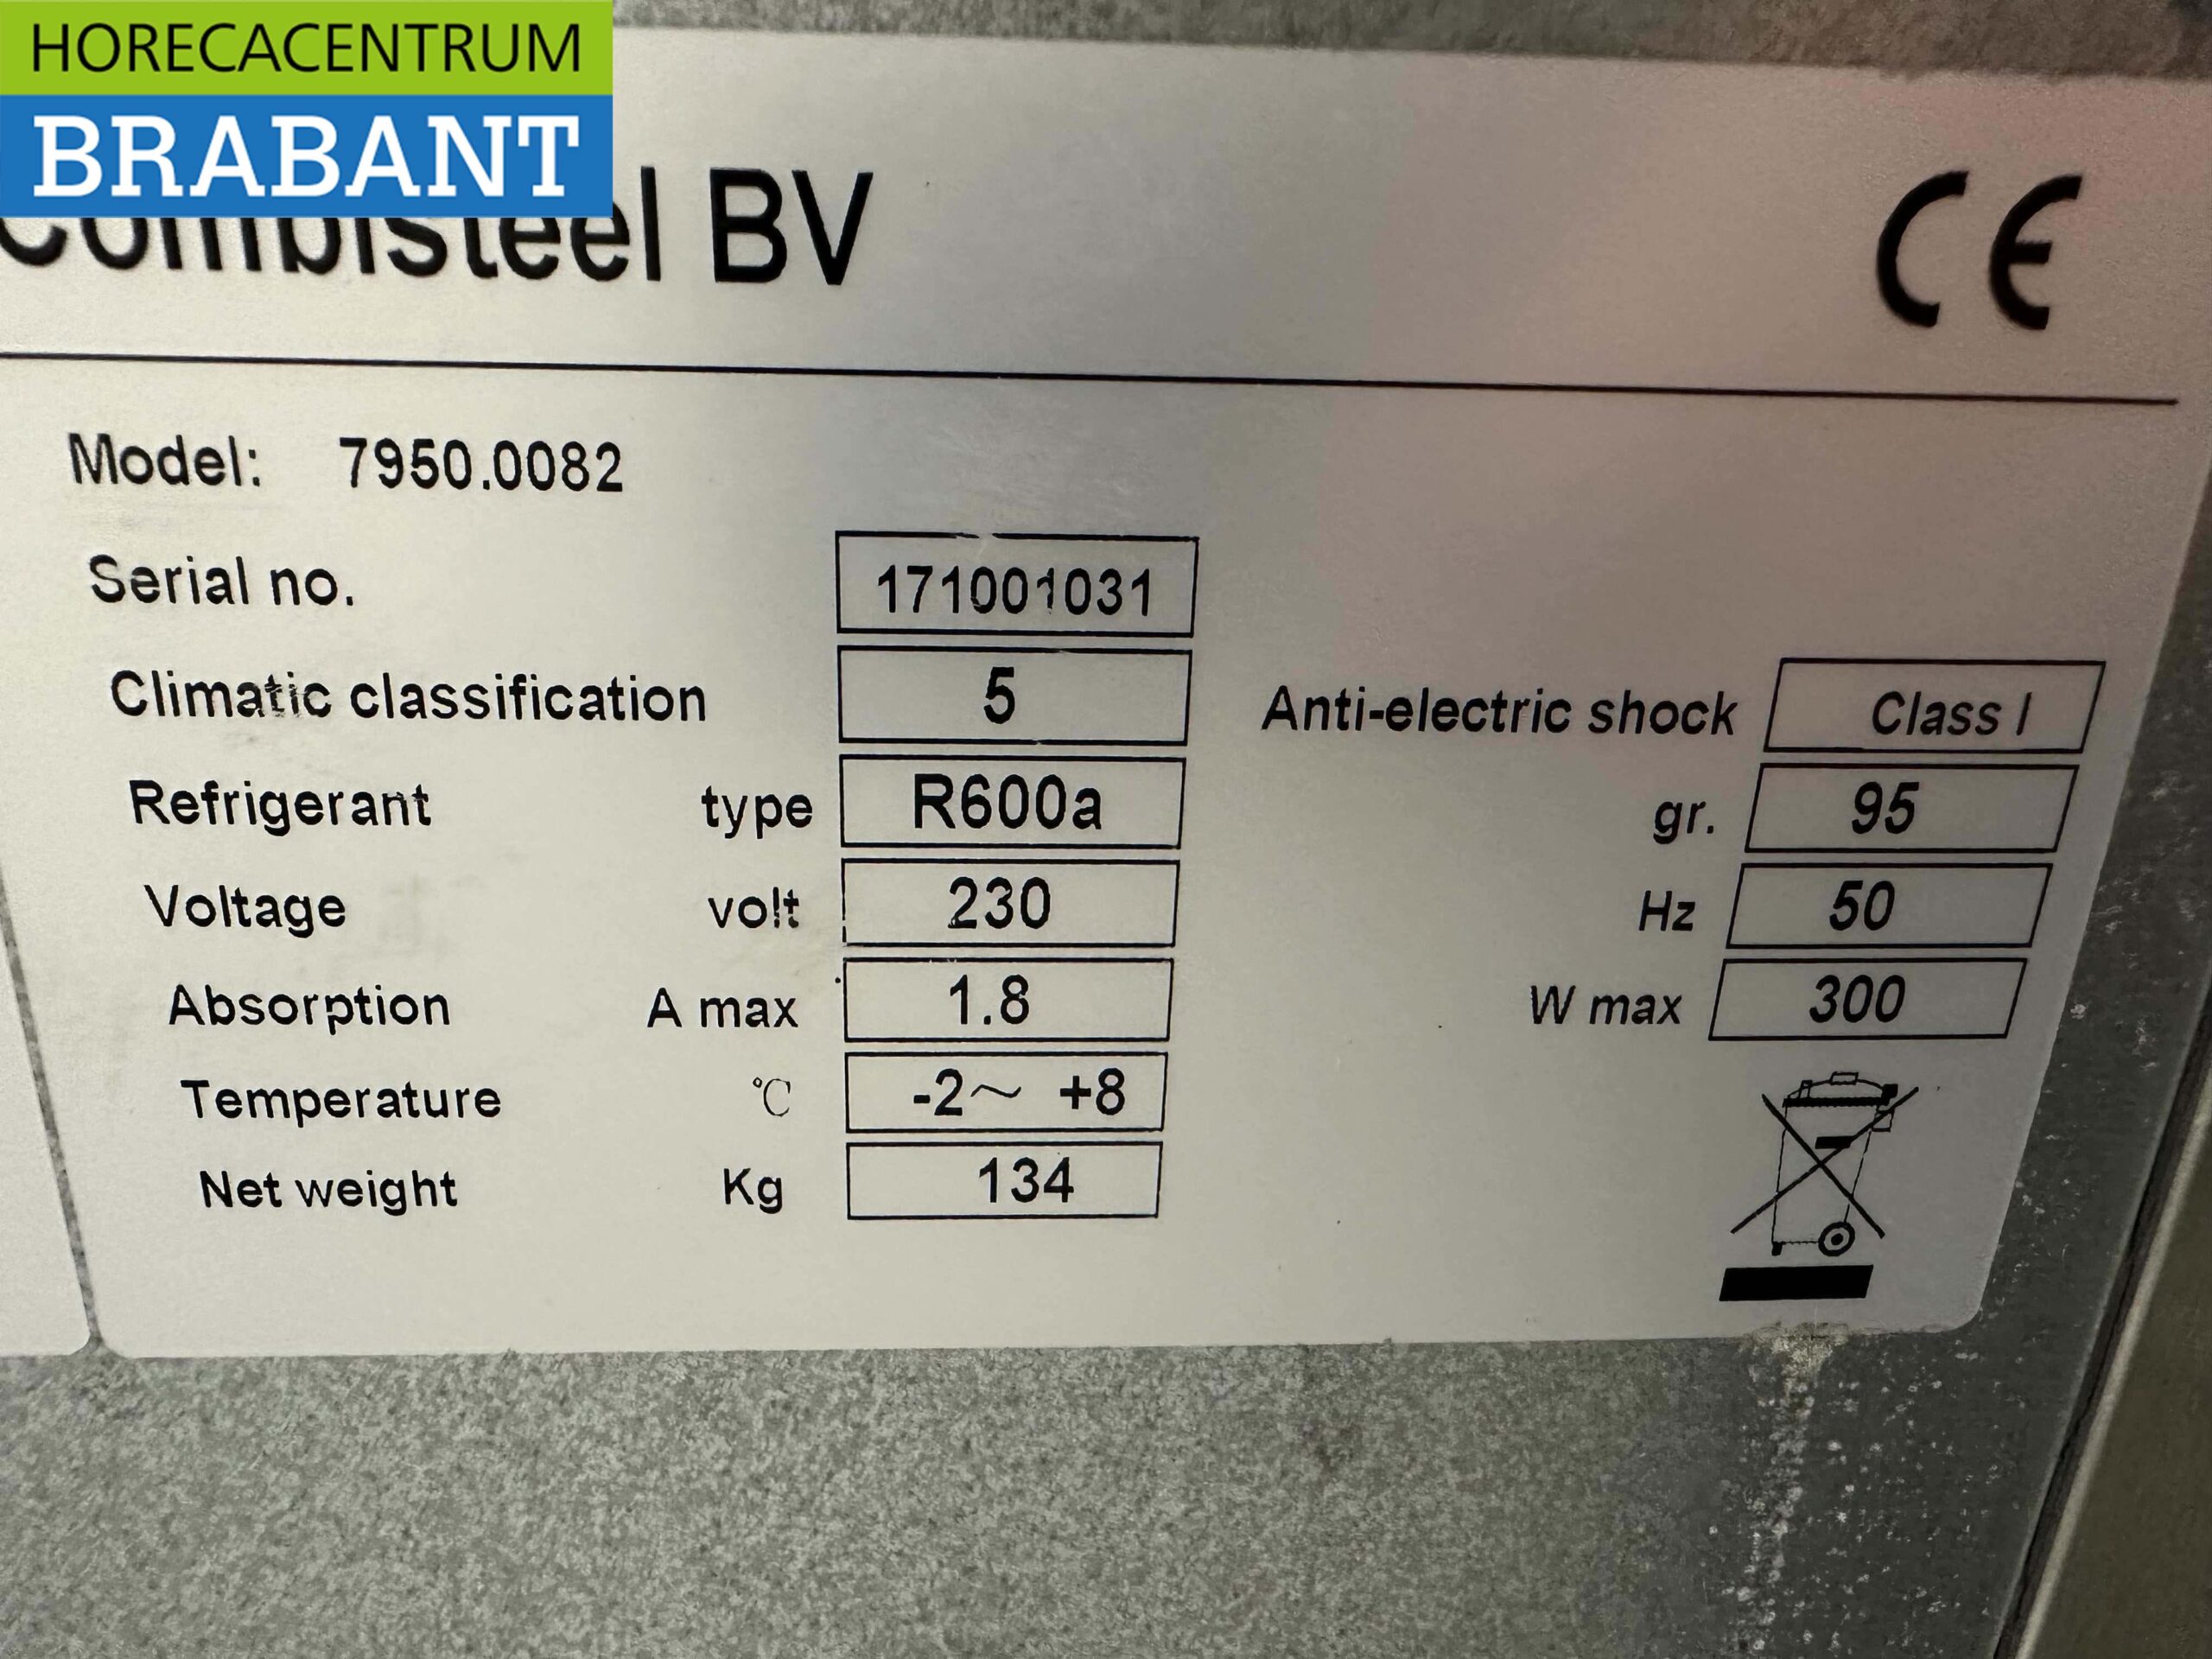 HORECACENTRUM
BRABANT
Combisteel BV CE
Model: 7950.0082
Serial no. 171001031
Climatic classification 5 Anti-electric shock Class I
Refrigerant type R600a gr. 95
Voltage volt 230 Hz 50
Absorption A max 1.8 W max 300
Temperature °C -2~ +8
Net weight Kg 134